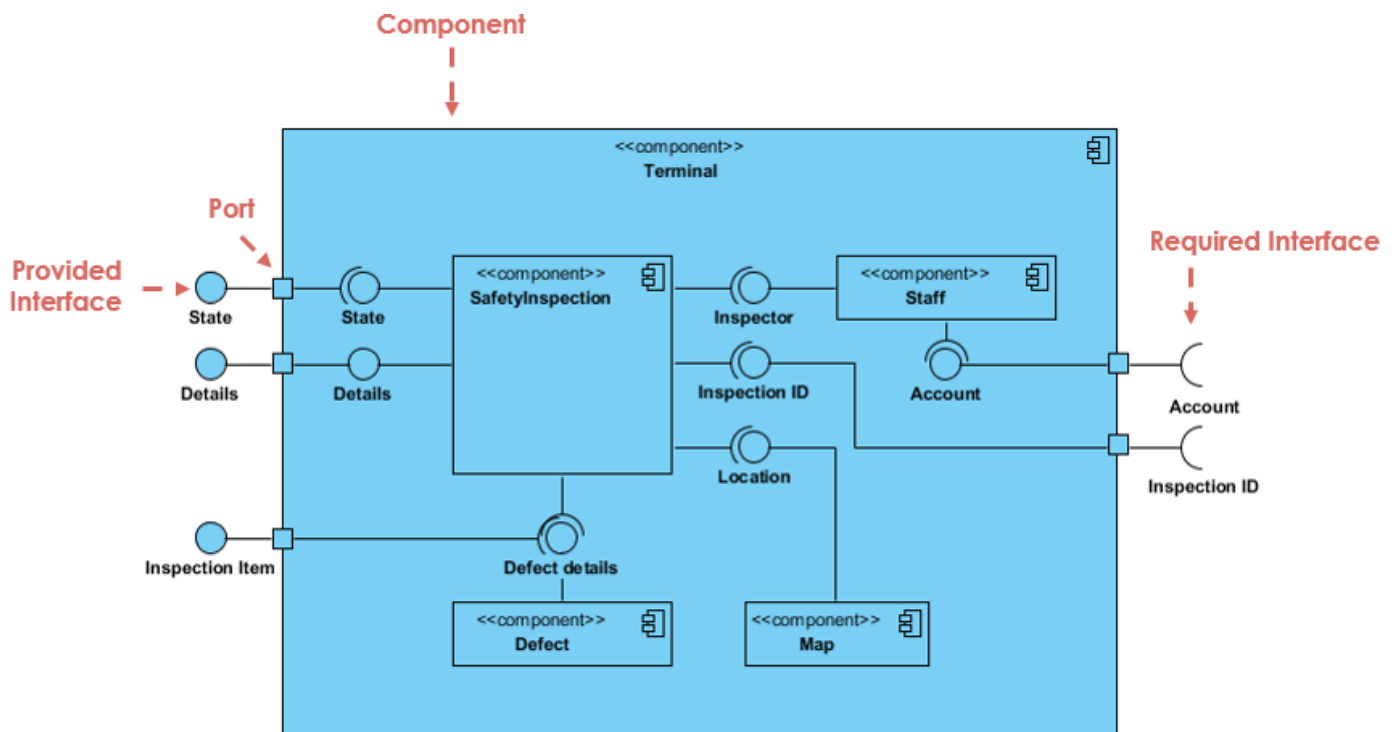 Component
<<component>>
Terminal
Port
Provided
Interface
Required Interface
State
State
<<component>>
SafetyInspection
Inspector
<<component>>
Staff
Details
Details
Inspection ID
Account
Account
Location
Inspection ID
Inspection Item
Defect details
<<component>>
Defect
<<component>>
Map